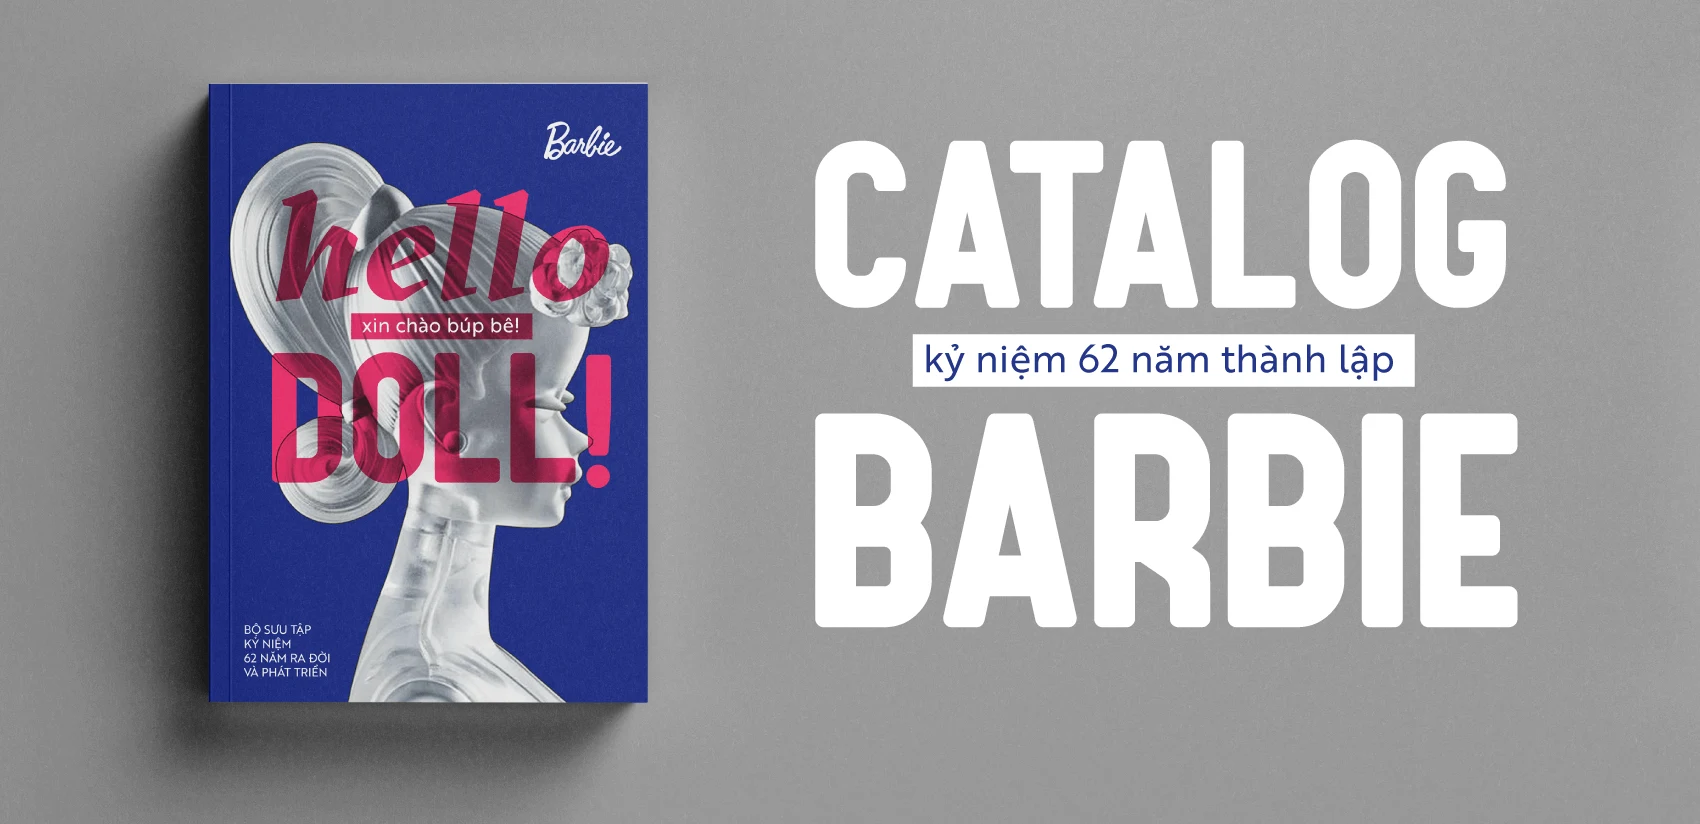 Barbie
hello
xin chào búp bê!
DOLL!
BỘ SƯU TẬP
KỶ NIỆM
62 NĂM RA ĐỜI
VÀ PHÁT TRIỂN
CATALOG
kỷ niệm 62 năm thành lập
BARBIE